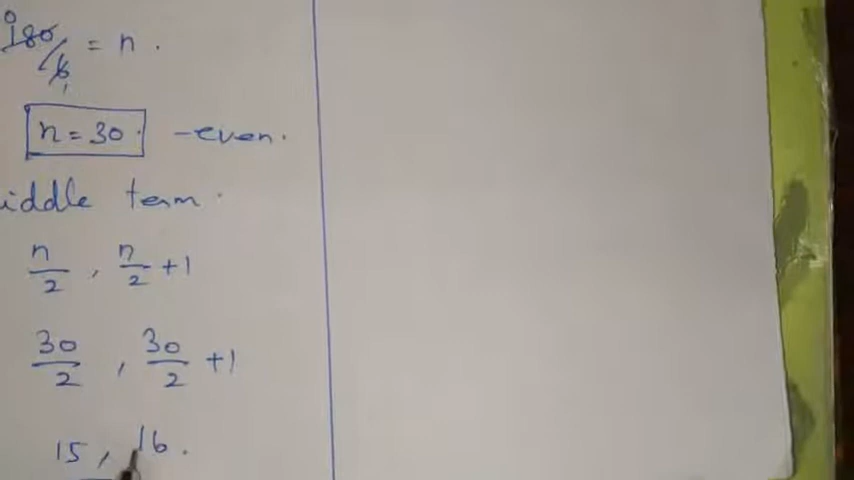 180/6 = n.
n = 30. - even.
iddle term.
n/2, n/2 + 1
30/2, 30/2 + 1
15, 16.